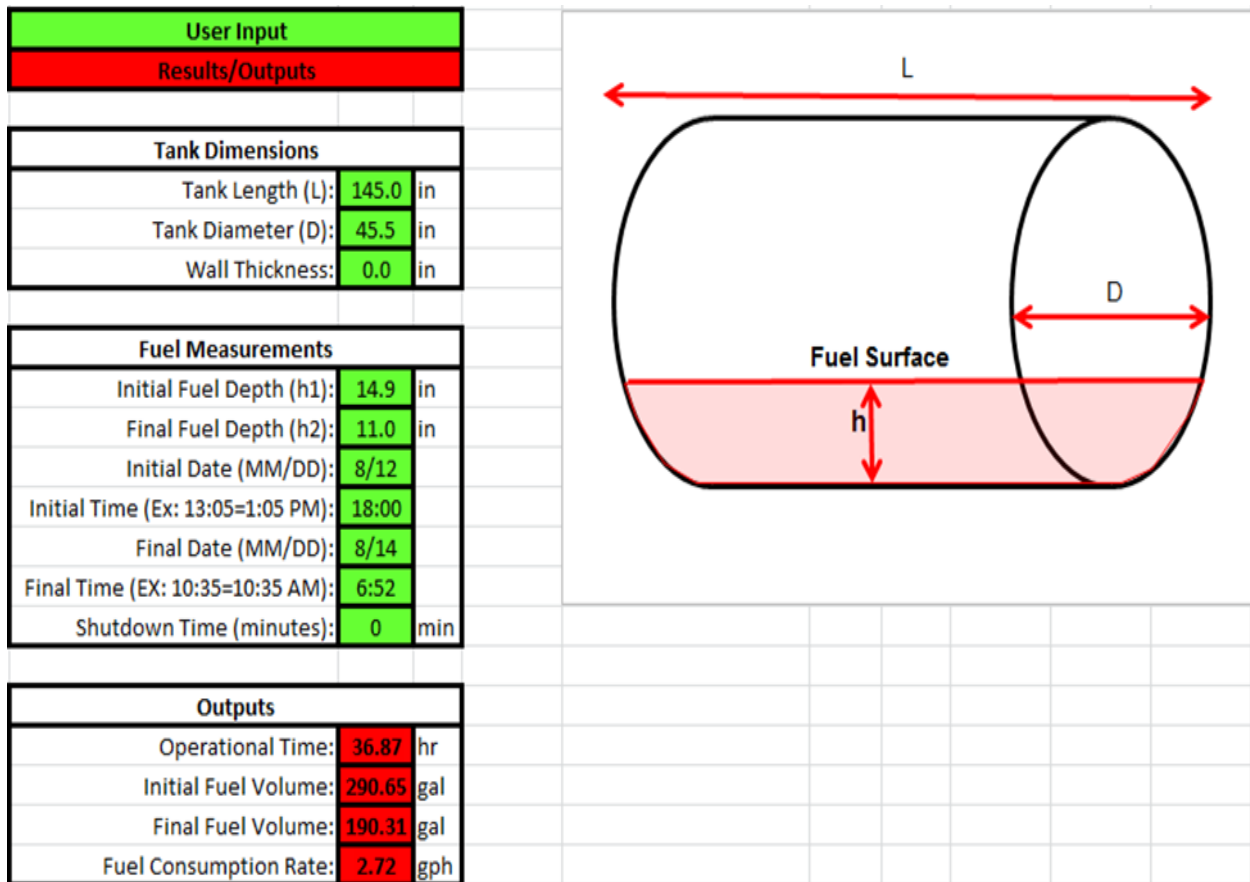 User Input
Results/Outputs
Tank Dimensions
Tank Length (L): 145.0 in
Tank Diameter (D): 45.5 in
Wall Thickness: 0.0 in
Fuel Measurements
Initial Fuel Depth (h1): 14.9 in
Final Fuel Depth (h2): 11.0 in
Initial Date (MM/DD): 8/12
Initial Time (Ex: 13:05=1:05 PM): 18:00
Final Date (MM/DD): 8/14
Final Time (EX: 10:35=10:35 AM): 6:52
Shutdown Time (minutes): 0 min
Outputs
Operational Time: 36.87 hr
Initial Fuel Volume: 290.65 gal
Final Fuel Volume: 190.31 gal
Fuel Consumption Rate: 2.72 gph
L
D
Fuel Surface
h